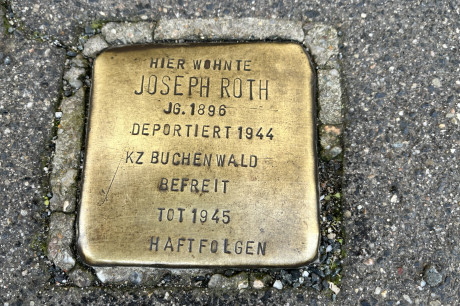 HIER WOHNTE
JOSEPH ROTH
JG. 1896
DEPORTIERT 1944
KZ BUCHENWALD
BEFREIT
TOT 1945
HAFTFOLGEN